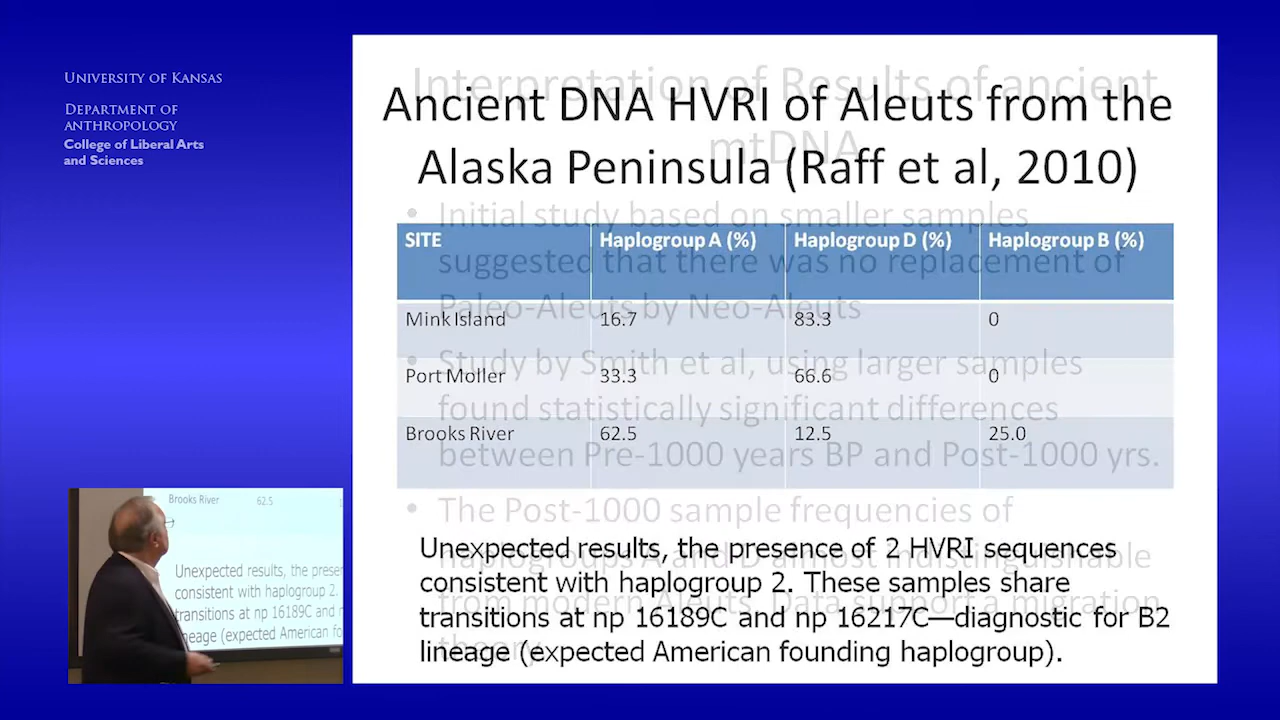 UNIVERSITY OF KANSAS
DEPARTMENT OF
ANTHROPOLOGY
College of Liberal Arts
and Sciences
Interpretation of Results of ancient
mtDNA
• Initial study based on smaller samples
suggested that there was no replacement of
Paleo-Aleuts by Neo-Aleuts
• Study by Smith et al, using larger samples
found statistically significant differences
between Pre-1000 years BP and Post-1000 yrs.
• The Post-1000 sample frequencies of
haplogroups A and D almost indistinguishable
from modern Aleuts. Data support a migration
theory.
Ancient DNA HVRI of Aleuts from the
Alaska Peninsula (Raff et al, 2010)
SITE Haplogroup A (%) Haplogroup D (%) Haplogroup B (%)
Mink Island 16.7 83.3 0
Port Moller 33.3 66.6 0
Brooks River 62.5 12.5 25.0
Unexpected results, the presence of 2 HVRI sequences
consistent with haplogroup 2. These samples share
transitions at np 16189C and np 16217C—diagnostic for B2
lineage (expected American founding haplogroup).
Brooks River 62.5
Unexpected results, the prese
consistent with haplogroup 2.
transitions at np 16189C and
neage (expected American fo